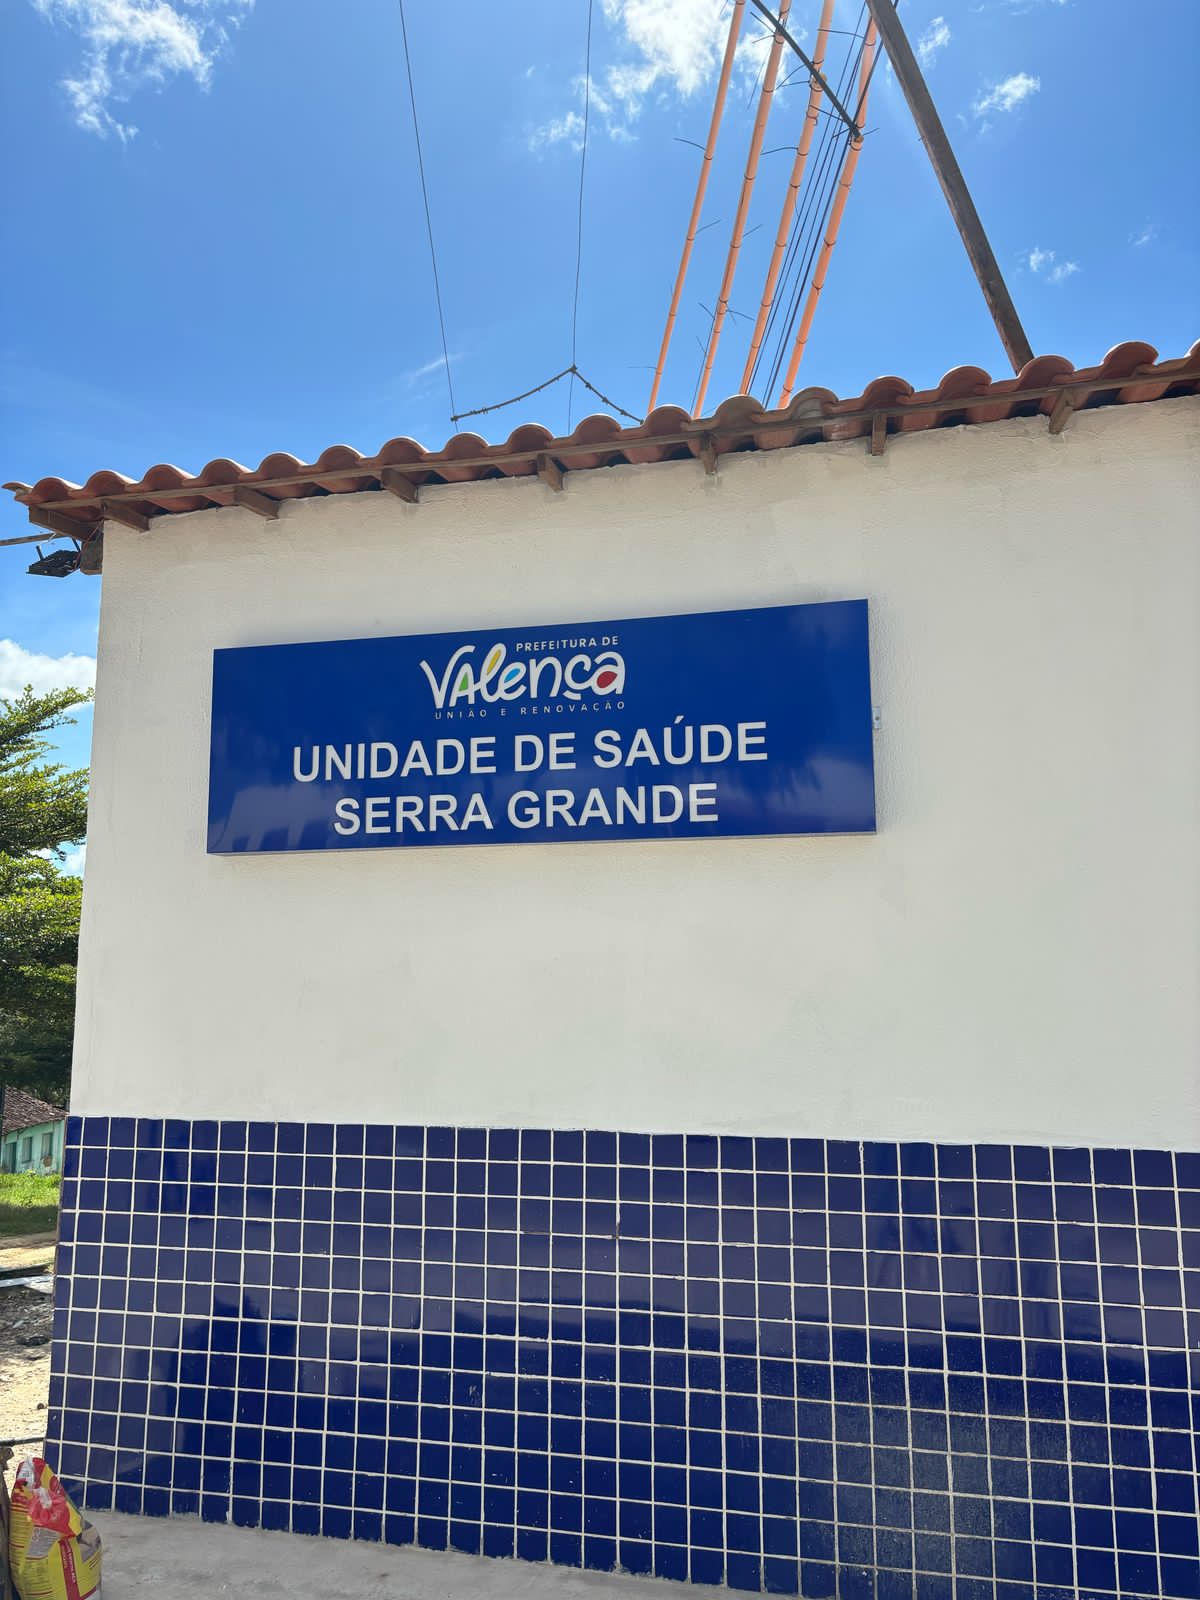 PREFEITURA DE
Valença
UNIÃO E RENOVAÇÃO
UNIDADE DE SAÚDE
SERRA GRANDE